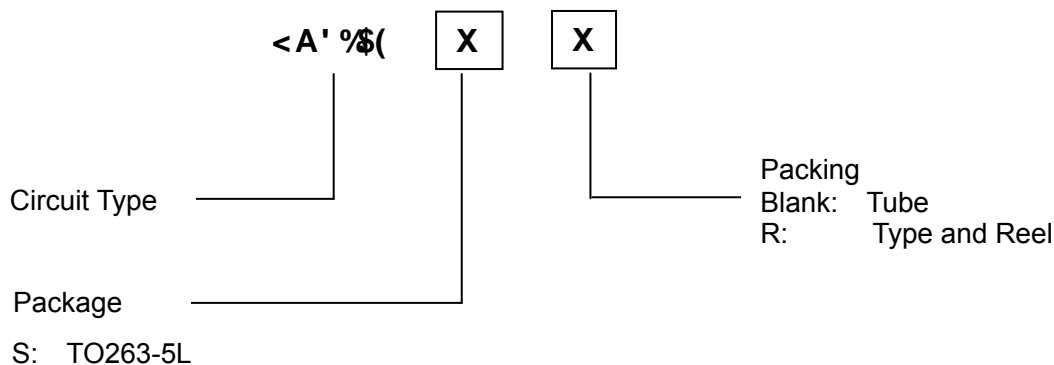 <A' %$( X X
Circuit Type
Packing
Blank: Tube
R: Type and Reel
Package
S: TO263-5L